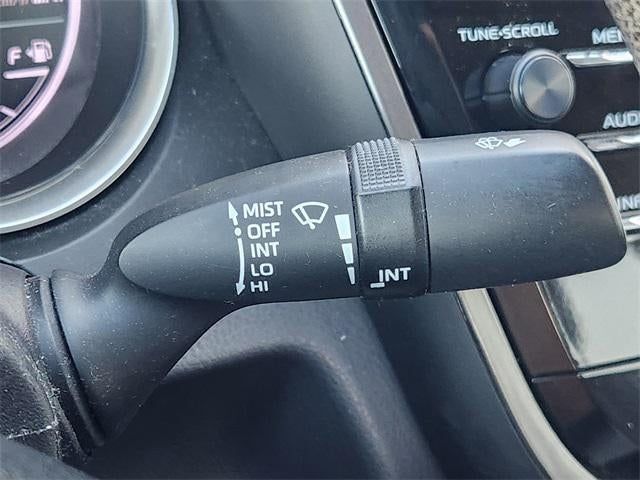 F
TUNE•SCROLL
MIST
OFF
INT
LO
HI
INT